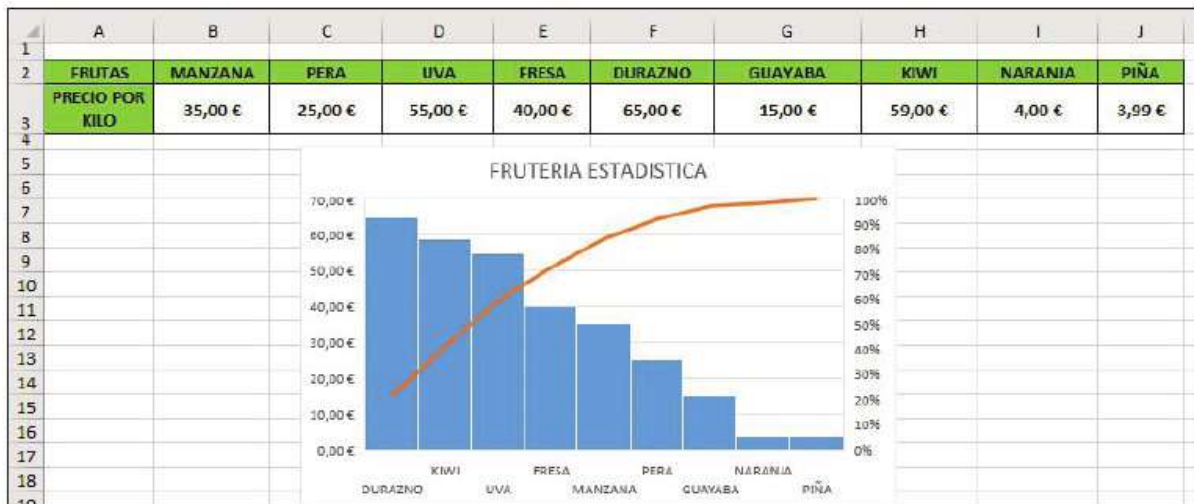 A B C D E F G H I J
1
2 FRUTAS MANZANA PERA UVA FRESA DURAZNO GUAYABA KIWI NARANJA PIÑA
PRECIO POR
3 KILO 35,00 € 25,00 € 55,00 € 40,00 € 65,00 € 15,00 € 59,00 € 4,00 € 3,99 €
4
5
FRUTERIA ESTADISTICA
6
7 70,00 € 100%
90%
8 60,00 € 80%
9
10 50,00 € 70%
11 40,00 € 60%
12 50%
13 30,00 € 40%
14 30%
15 20,00 € 20%
16 10,00 € 10%
17 0,00 € 0%
KIWI FRESA PERA NARANJA
18
DURAZNO UVA MANZANA GUAYABA PIÑA